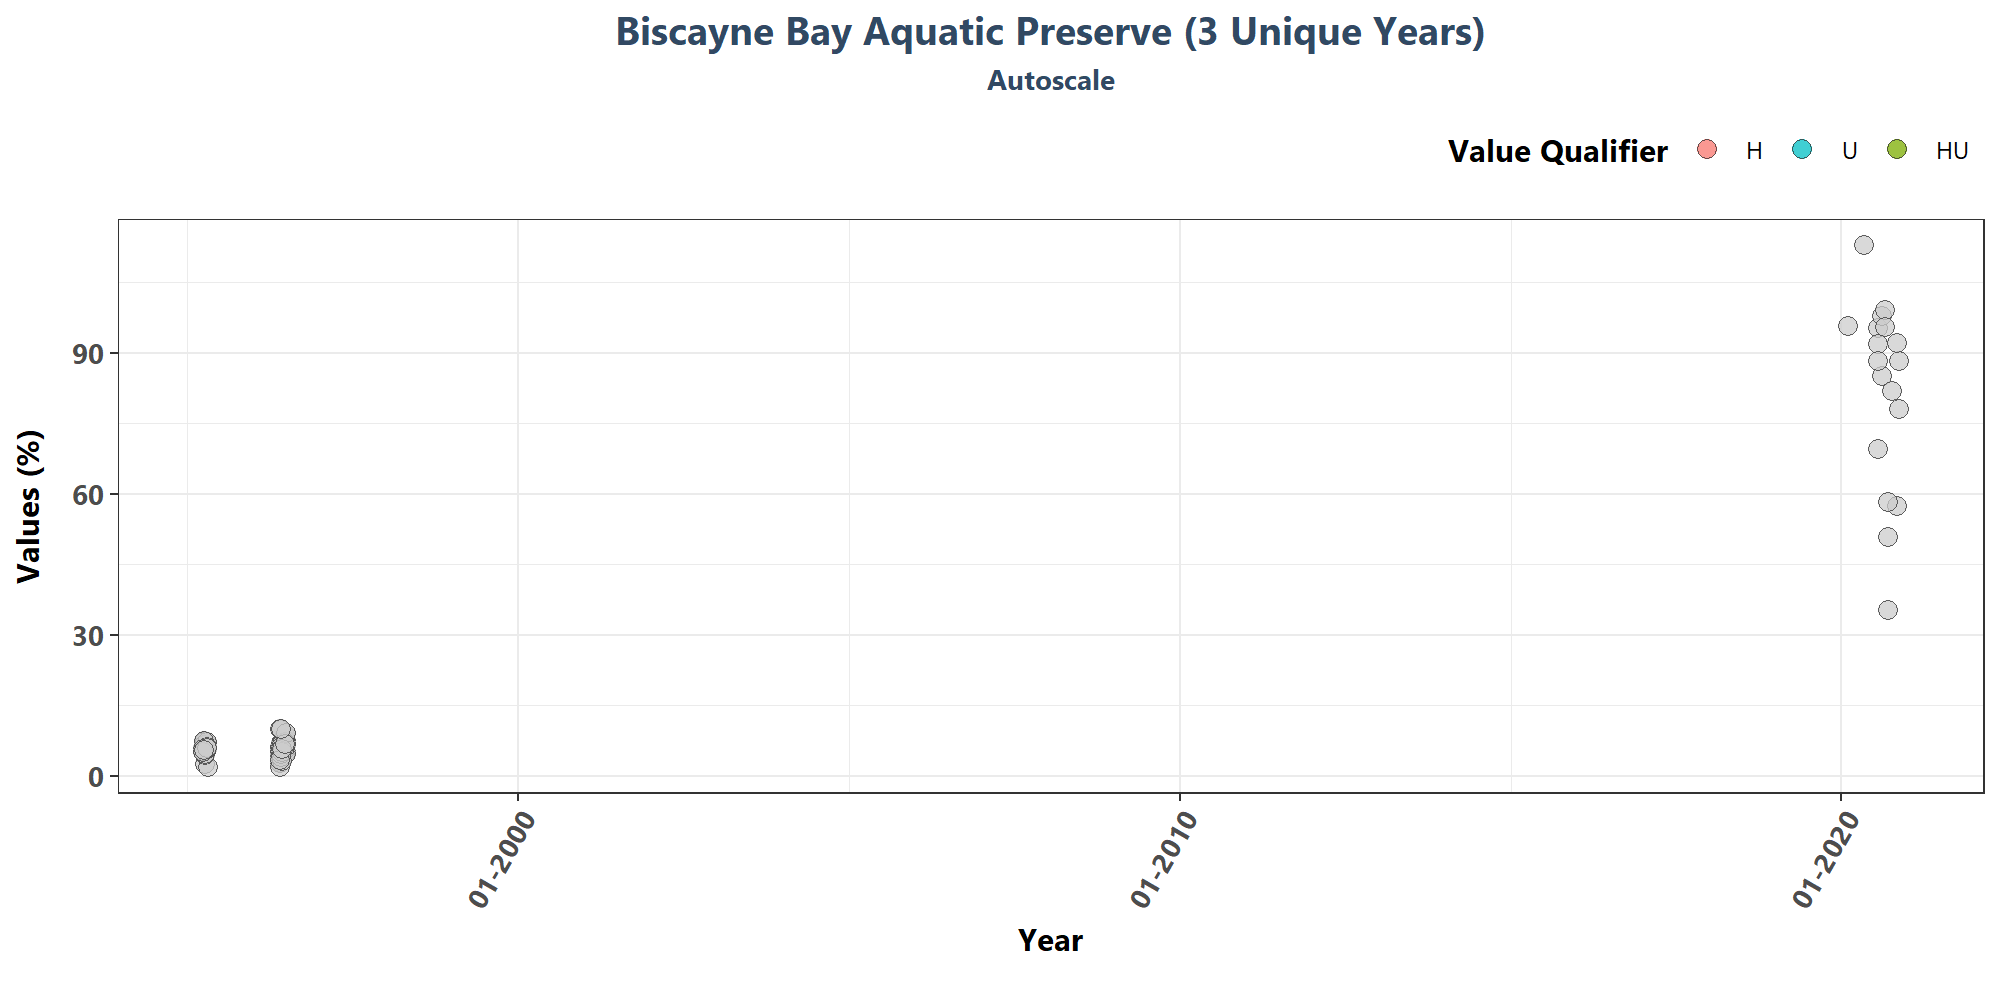 Biscayne Bay Aquatic Preserve (3 Unique Years)
Autoscale
Value Qualifier H U HU
Values (%)
90
60
30
0
01-2000 01-2010 01-2020
Year